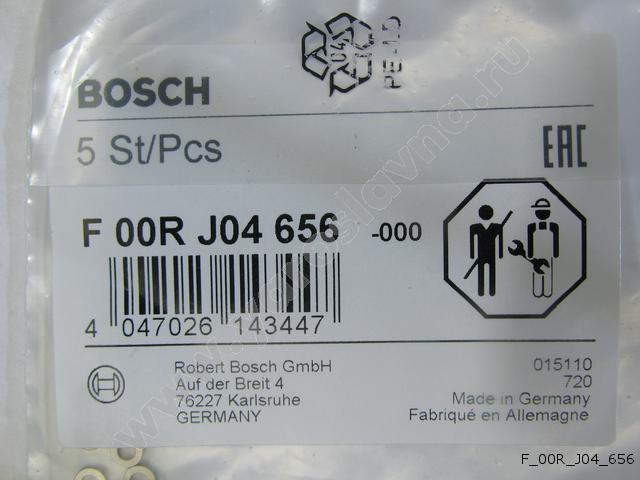 04
PE-LD
BOSCH
5 St/Pcs
EAC
F 00R J04 656 -000
4 047026 143447
Robert Bosch GmbH
Auf der Breit 4
76227 Karlsruhe
GERMANY
015110
720
Made in Germany
Fabriqué en Allemagne
F_00R_J04_656